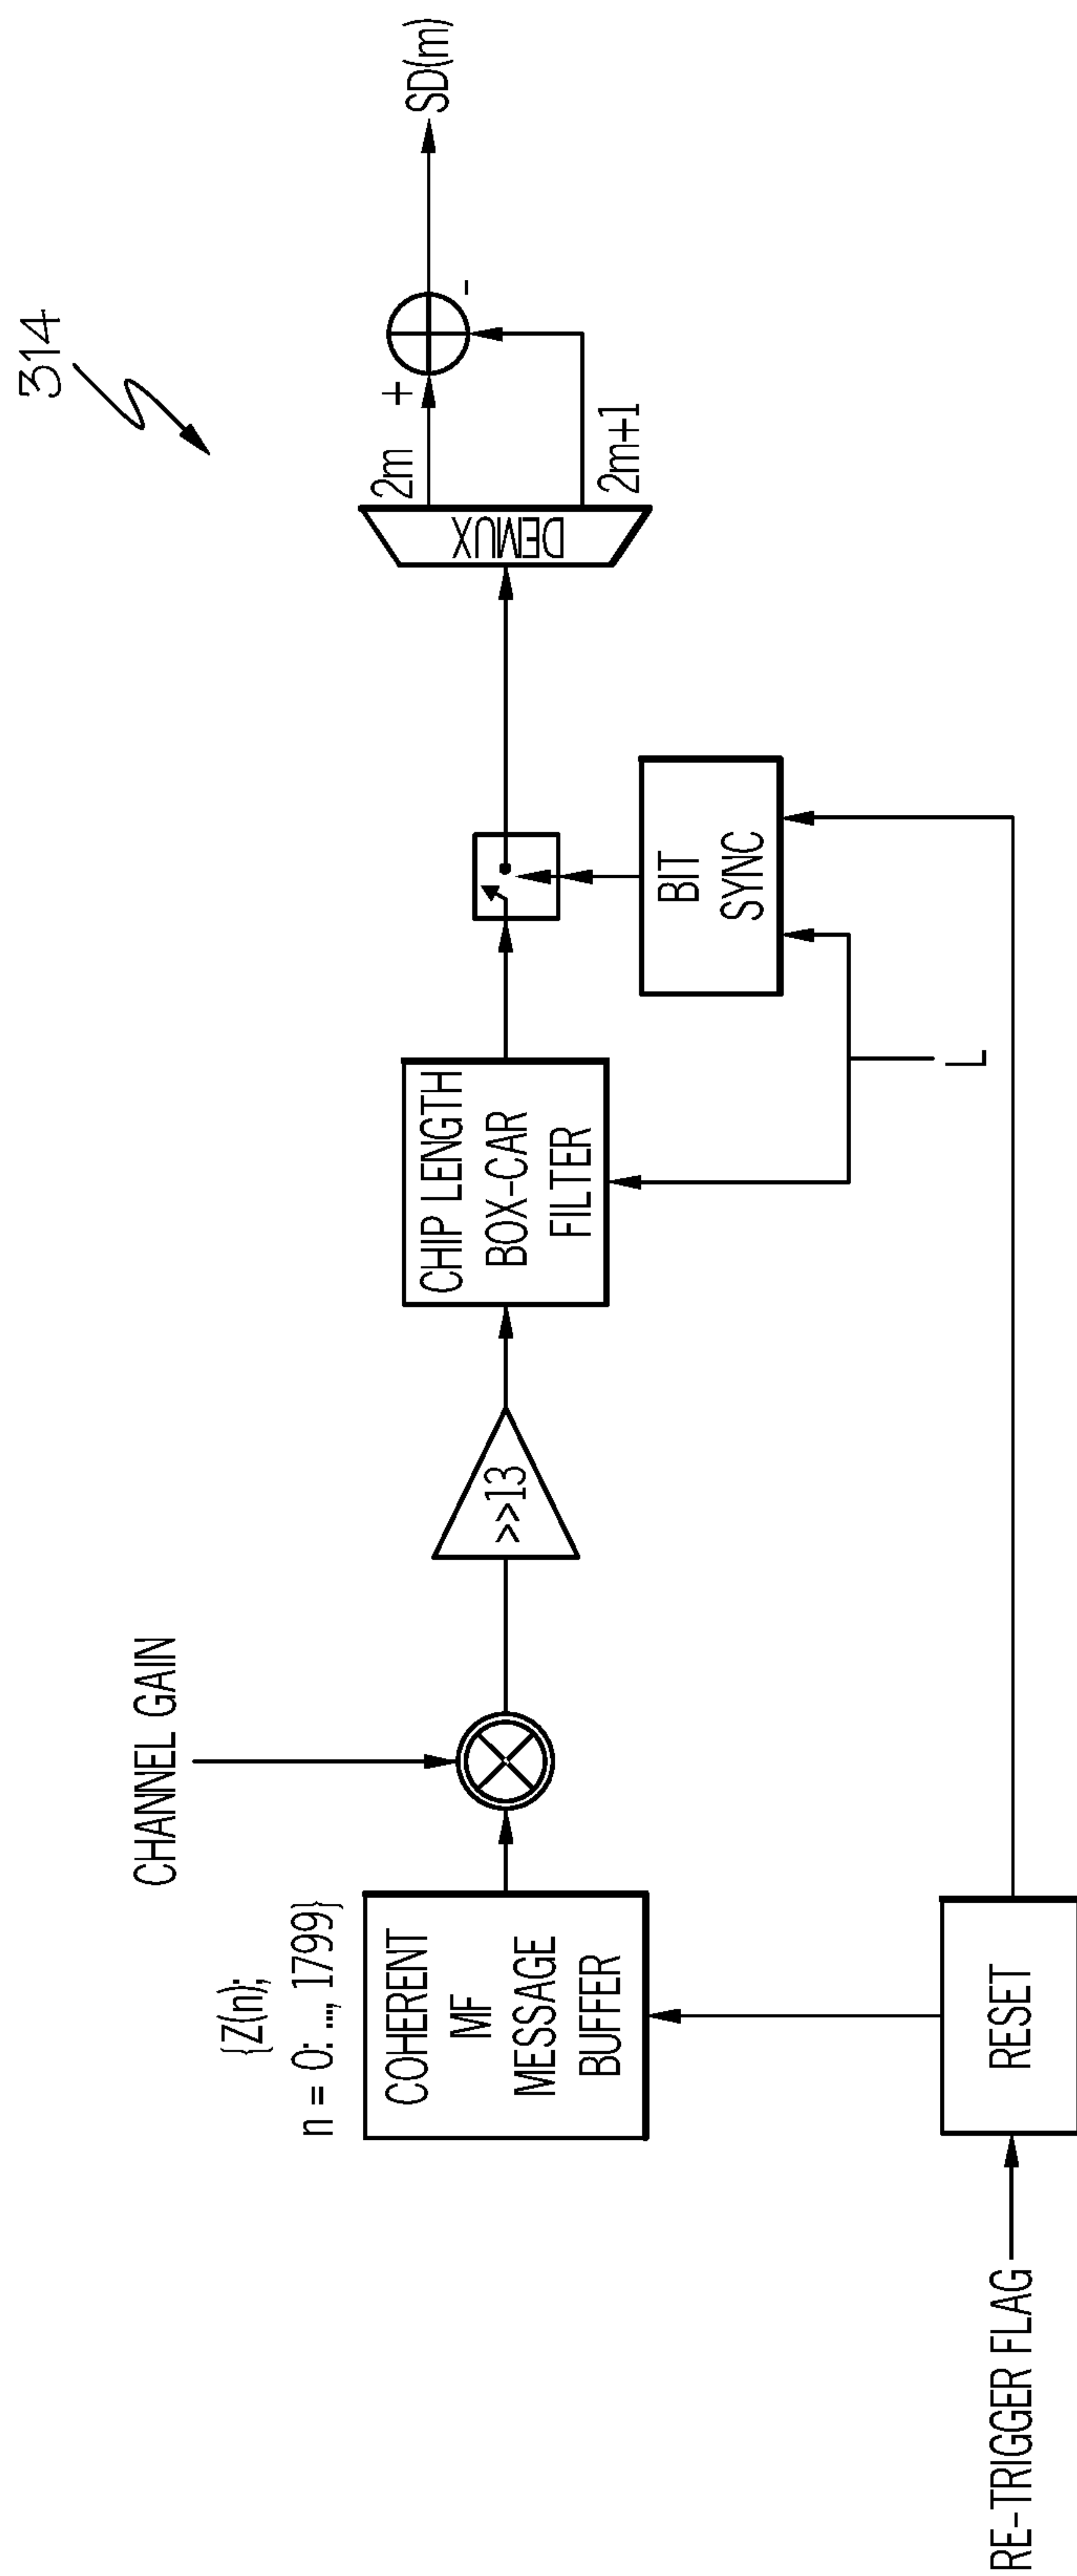 314
CHANNEL GAIN
{Z(n);
n = 0: ..., 1799}
COHERENT
MF
MESSAGE
BUFFER
>>13
CHIP LENGTH
BOX-CAR
FILTER
DEMUX
2m
2m+1
+
-
SD(m)
BIT
SYNC
L
RE-TRIGGER FLAG
RESET